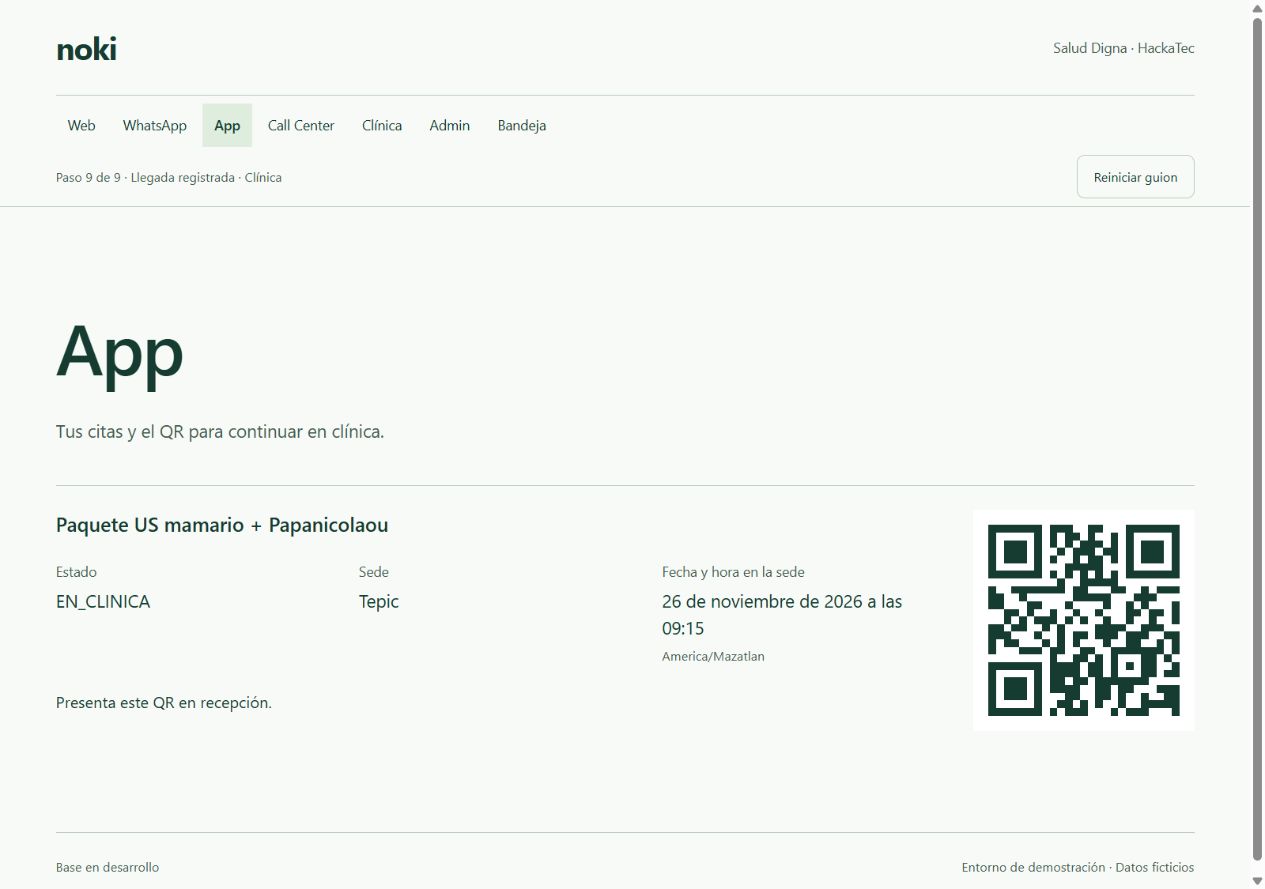 noki
Salud Digna · HackaTec
Web
WhatsApp
App
Call Center
Clínica
Admin
Bandeja
Paso 9 de 9 · Llegada registrada · Clínica
Reiniciar guion
App
Tus citas y el QR para continuar en clínica.
Paquete US mamario + Papanicolaou
Estado
EN_CLINICA
Sede
Tepic
Fecha y hora en la sede
26 de noviembre de 2026 a las
09:15
America/Mazatlan
Presenta este QR en recepción.
Base en desarrollo
Entorno de demostración · Datos ficticios